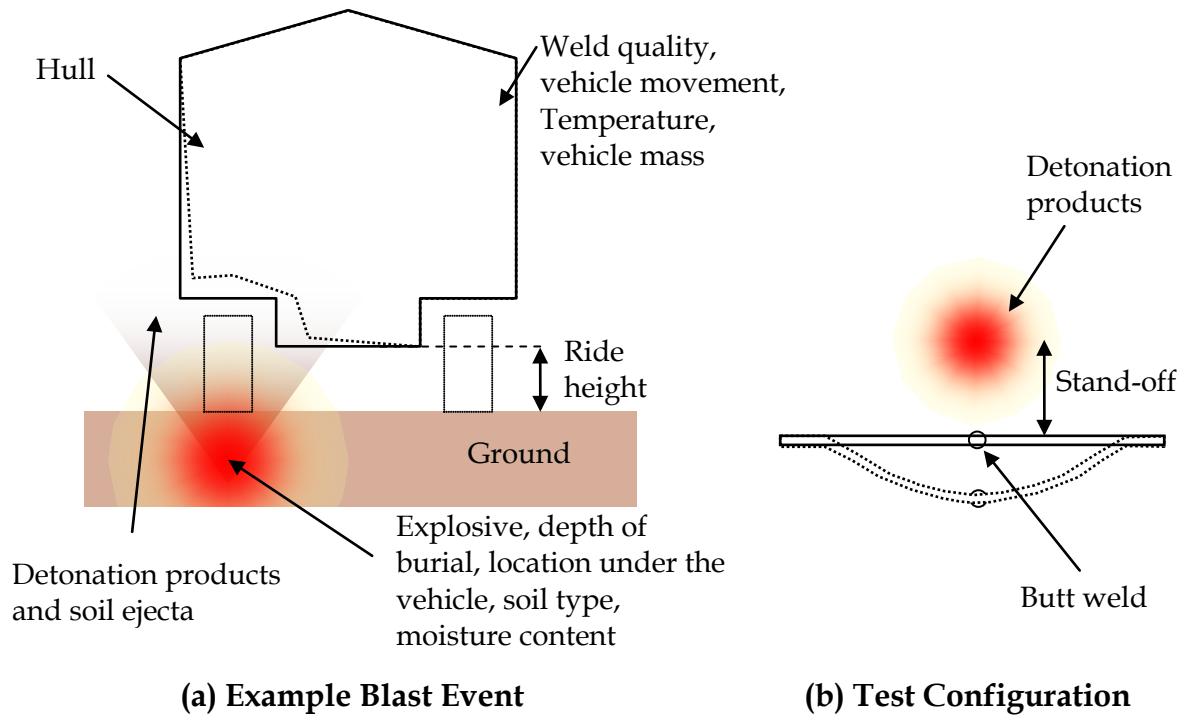 Hull
Weld quality,
vehicle movement,
Temperature,
vehicle mass
Ride
height
Ground
Detonation products
and soil ejecta
Explosive, depth of
burial, location under the
vehicle, soil type,
moisture content
(a) Example Blast Event
Detonation
products
Stand-off
Butt weld
(b) Test Configuration